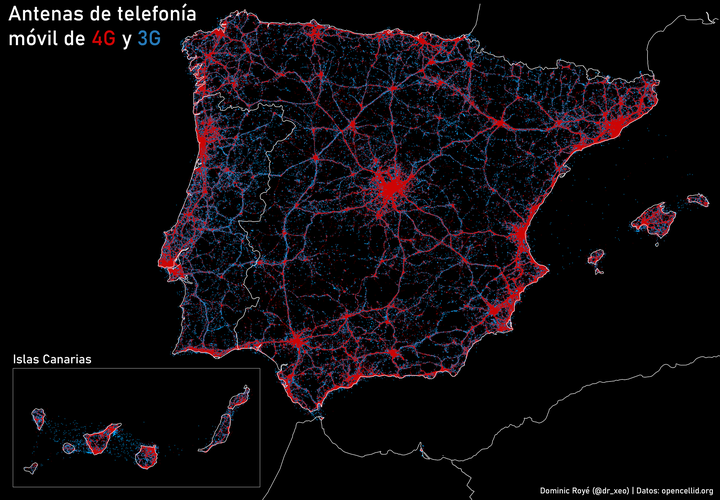 Antenas de telefonía
móvil de 4G y 3G
Islas Canarias
Dominic Royé (@dr_xeo) | Datos: opencellid.org